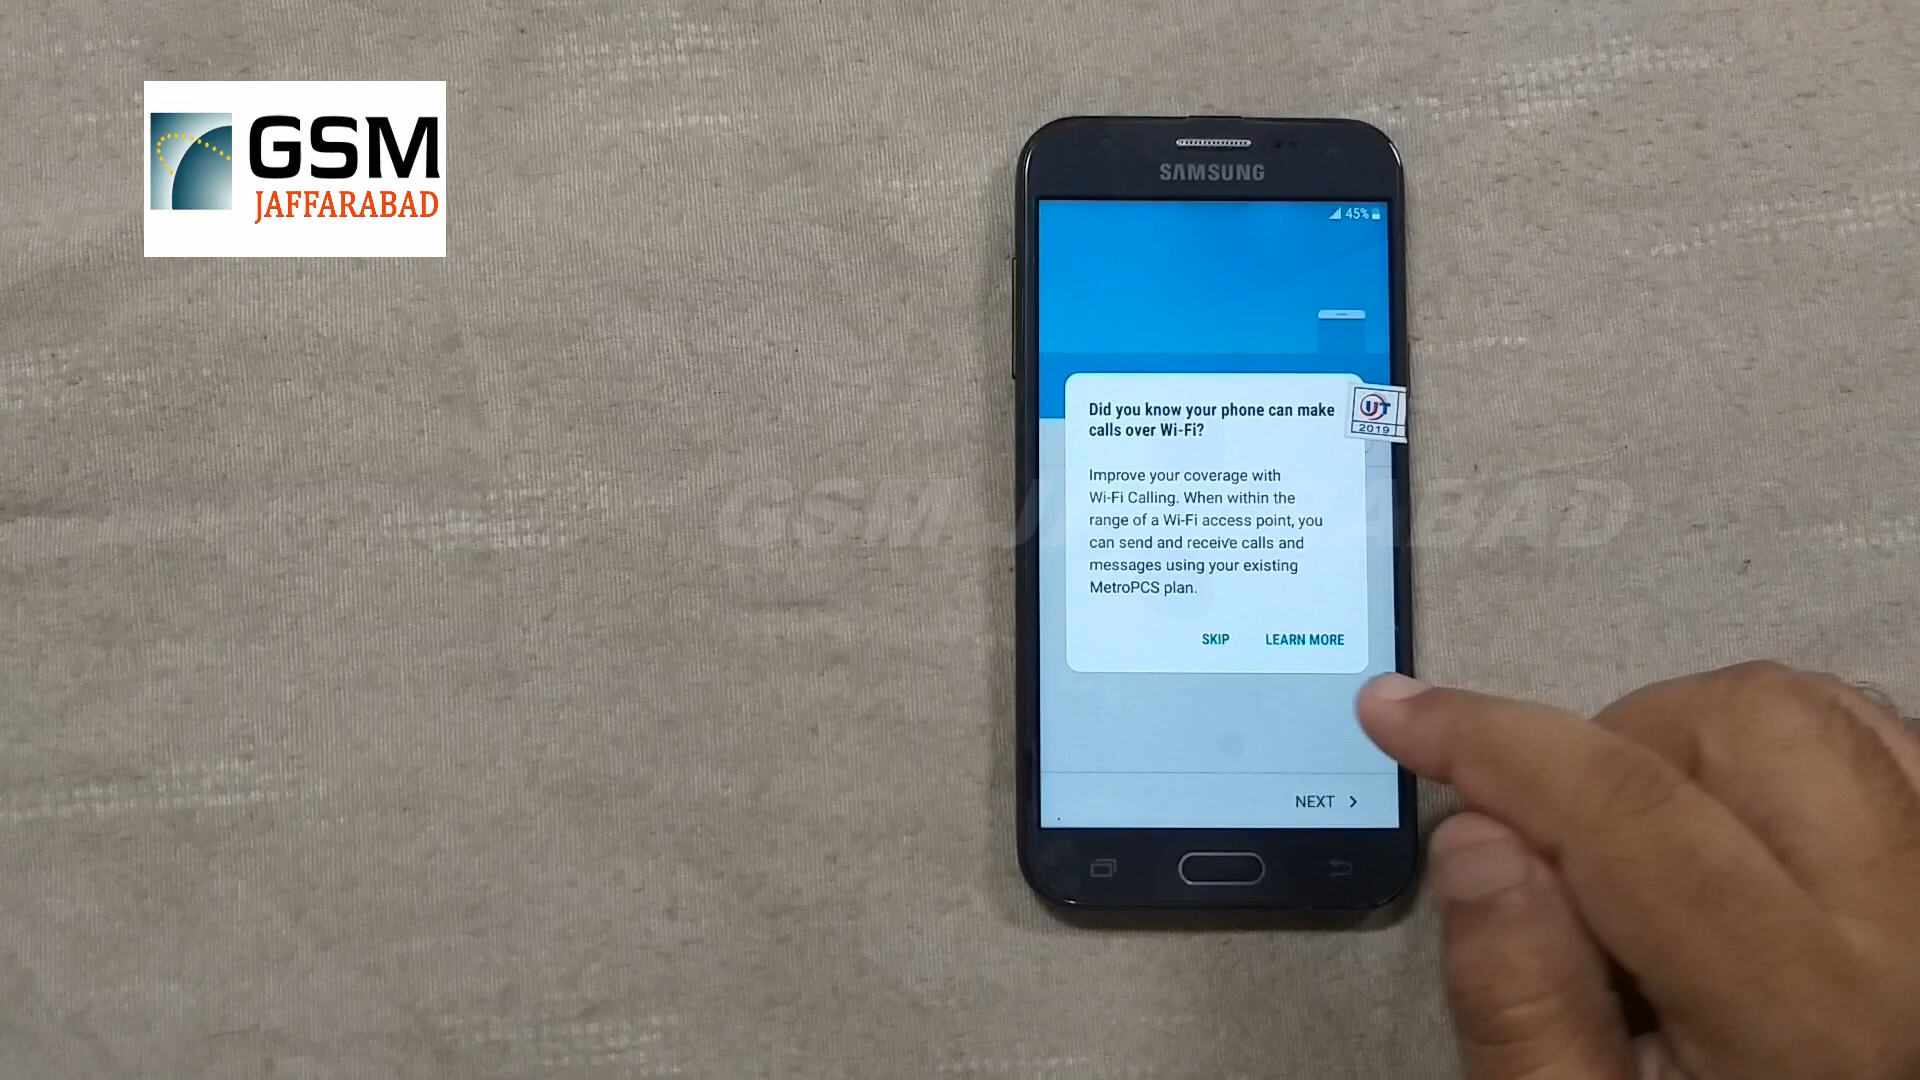 GSM
JAFFARABAD
SAMSUNG
45%
Did you know your phone can make
calls over Wi-Fi?
UT
2019
Improve your coverage with
Wi-Fi Calling. When within the
range of a Wi-Fi access point, you
can send and receive calls and
messages using your existing
MetroPCS plan.
GSM JAFFARABAD
SKIP
LEARN MORE
NEXT